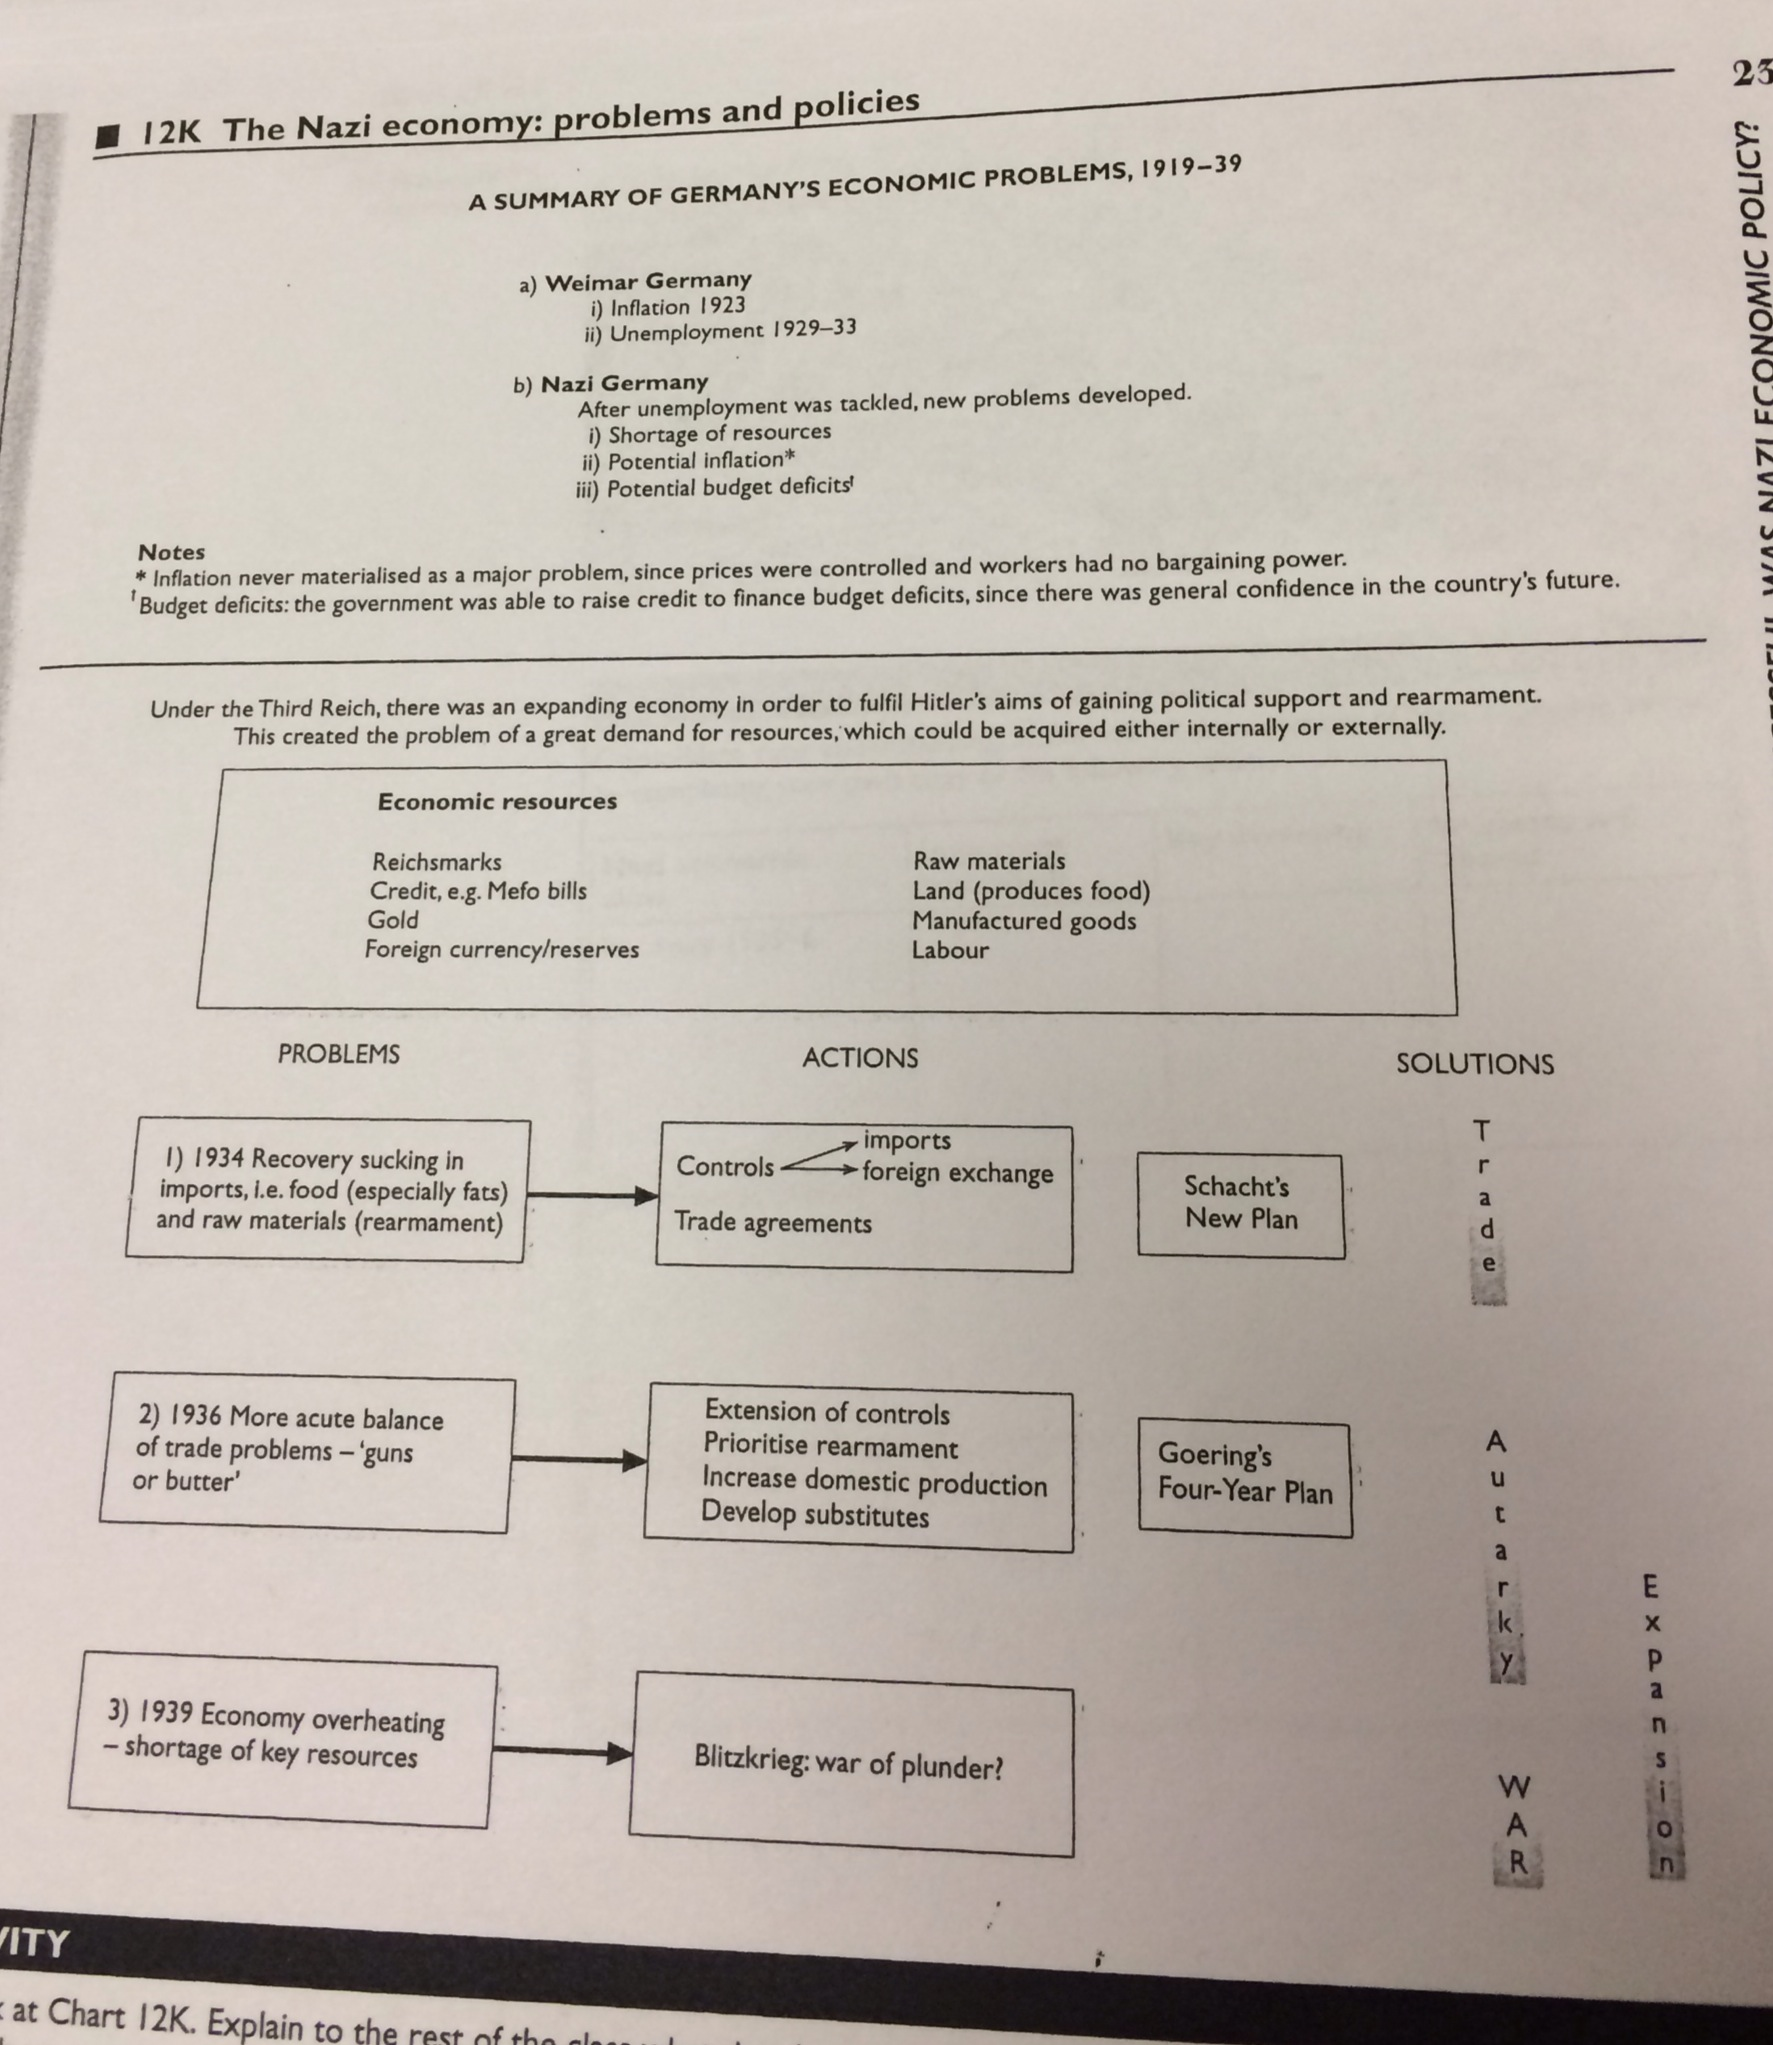 23
■ 12K The Nazi economy: problems and policies
A SUMMARY OF GERMANY'S ECONOMIC PROBLEMS, 1919–39
a) Weimar Germany
i) Inflation 1923
ii) Unemployment 1929–33
b) Nazi Germany
After unemployment was tackled, new problems developed.
i) Shortage of resources
ii) Potential inflation*
iii) Potential budget deficits†
Notes
* Inflation never materialised as a major problem, since prices were controlled and workers had no bargaining power.
† Budget deficits: the government was able to raise credit to finance budget deficits, since there was general confidence in the country's future.
Under the Third Reich, there was an expanding economy in order to fulfil Hitler's aims of gaining political support and rearmament.
This created the problem of a great demand for resources, which could be acquired either internally or externally.
Economic resources
Reichsmarks
Credit, e.g. Mefo bills
Gold
Foreign currency/reserves
Raw materials
Land (produces food)
Manufactured goods
Labour
PROBLEMS
ACTIONS
SOLUTIONS
1) 1934 Recovery sucking in
imports, i.e. food (especially fats)
and raw materials (rearmament)
Controls
imports
foreign exchange
Trade agreements
Schacht's
New Plan
Trade
2) 1936 More acute balance
of trade problems – 'guns
or butter'
Extension of controls
Prioritise rearmament
Increase domestic production
Develop substitutes
Goering's
Four-Year Plan
Autarky
3) 1939 Economy overheating
– shortage of key resources
Blitzkrieg: war of plunder?
WAR
Expansion
WAS NAZI ECONOMIC POLICY?
VITY
at Chart 12K. Explain to the rest of the